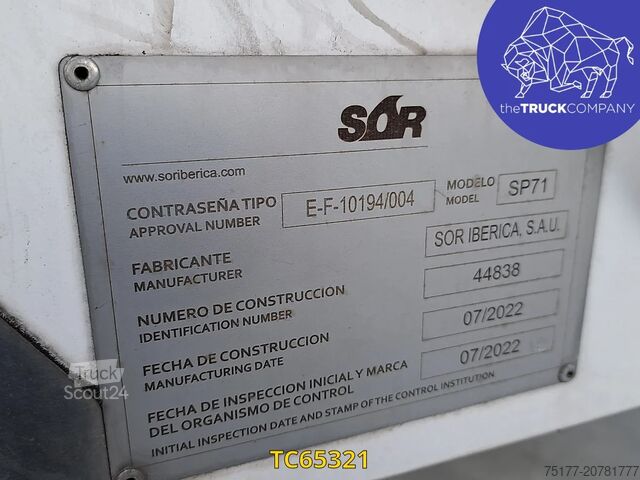 theTRUCKCOMPANY
SOR
www.soriberica.com
CONTRASEÑA TIPO E-F-10194/004 MODELO SP71
APPROVAL NUMBER MODEL
FABRICANTE SOR IBERICA, S.A.U.
MANUFACTURER
NUMERO DE CONSTRUCCION 44838
IDENTIFICATION NUMBER
FECHA DE CONSTRUCCION 07/2022
MANUFACTURING DATE
FECHA DE INSPECCION INICIAL Y MARCA 07/2022
DEL ORGANISMO DE CONTROL
INITIAL INSPECTION DATE AND STAMP OF THE CONTROL INSTITUTION
Truck
Scout24
TC65321
75177-20781777